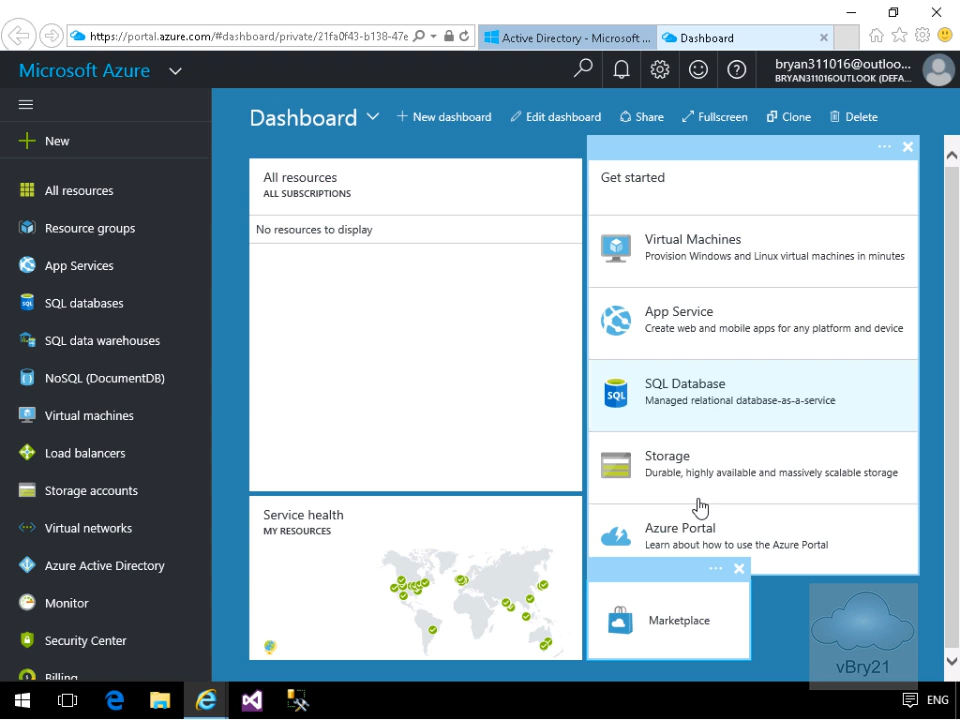 https://portal.azure.com/#dashboard/private/21fa0f43-b138-47e
Active Directory - Microsoft ...
Dashboard
Microsoft Azure
bryan311016@outloo...
BRYAN311016OUTLOOK (DEFA...
New
All resources
Resource groups
App Services
SQL databases
SQL data warehouses
NoSQL (DocumentDB)
Virtual machines
Load balancers
Storage accounts
Virtual networks
Azure Active Directory
Monitor
Security Center
Billing
Dashboard
+ New dashboard
Edit dashboard
Share
Fullscreen
Clone
Delete
All resources
ALL SUBSCRIPTIONS
No resources to display
Service health
MY RESOURCES
Get started
Virtual Machines
Provision Windows and Linux virtual machines in minutes
App Service
Create web and mobile apps for any platform and device
SQL
SQL Database
Managed relational database-as-a-service
Storage
Durable, highly available and massively scalable storage
Azure Portal
Learn about how to use the Azure Portal
Marketplace
vBry21
ENG